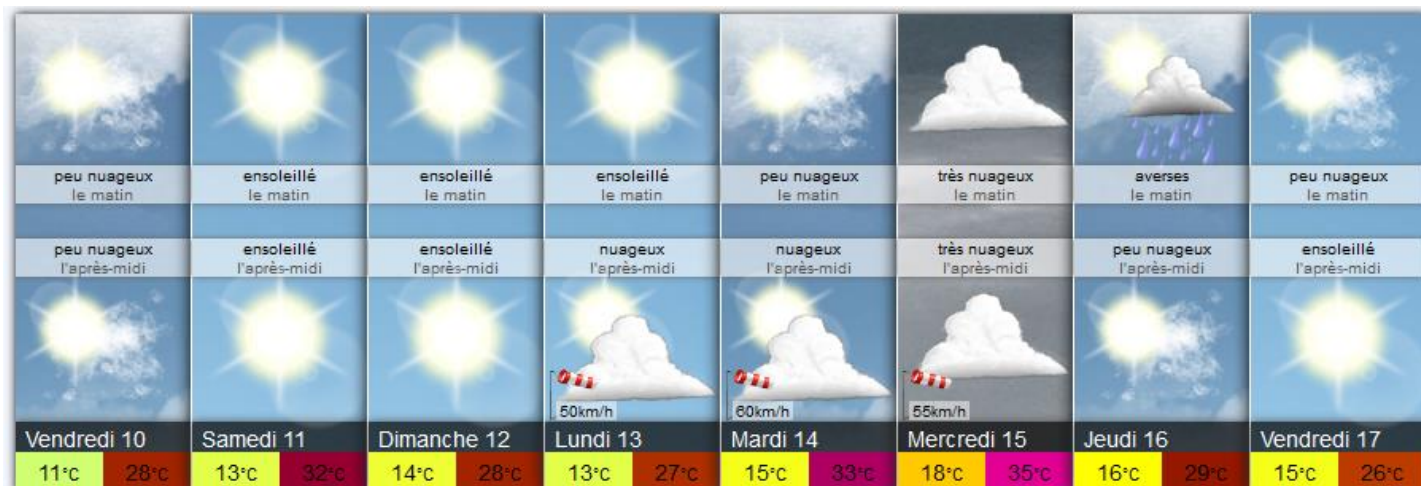 peu nuageux
le matin
ensoleillé
le matin
ensoleillé
le matin
ensoleillé
le matin
peu nuageux
le matin
très nuageux
le matin
averses
le matin
peu nuageux
le matin
peu nuageux
l'après-midi
ensoleillé
l'après-midi
ensoleillé
l'après-midi
nuageux
l'après-midi
nuageux
l'après-midi
très nuageux
l'après-midi
peu nuageux
l'après-midi
ensoleillé
l'après-midi
50km/h
60km/h
55km/h
Vendredi 10
Samedi 11
Dimanche 12
Lundi 13
Mardi 14
Mercredi 15
Jeudi 16
Vendredi 17
11°C 28°C
13°C 32°C
14°C 28°C
13°C 27°C
15°C 33°C
18°C 35°C
16°C 29°C
15°C 26°C